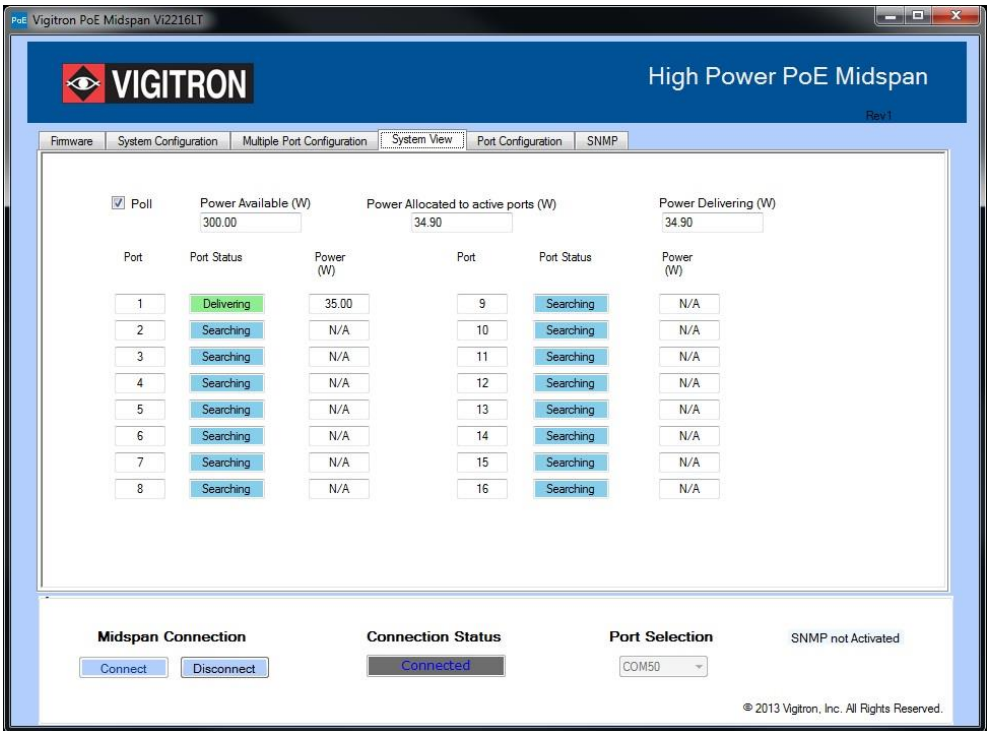 PoE Vigitron PoE Midspan Vi2216LT
VIGITRON
High Power PoE Midspan
Rev1
Firmware System Configuration Multiple Port Configuration System View Port Configuration SNMP
Poll Power Available (W) Power Allocated to active ports (W) Power Delivering (W)
300.00 34.90 34.90
Port Port Status Power (W) Port Port Status Power (W)
1 Delivering 35.00 9 Searching N/A
2 Searching N/A 10 Searching N/A
3 Searching N/A 11 Searching N/A
4 Searching N/A 12 Searching N/A
5 Searching N/A 13 Searching N/A
6 Searching N/A 14 Searching N/A
7 Searching N/A 15 Searching N/A
8 Searching N/A 16 Searching N/A
Midspan Connection Connection Status Port Selection SNMP not Activated
Connect Disconnect Connected COM50
© 2013 Vigitron, Inc. All Rights Reserved.